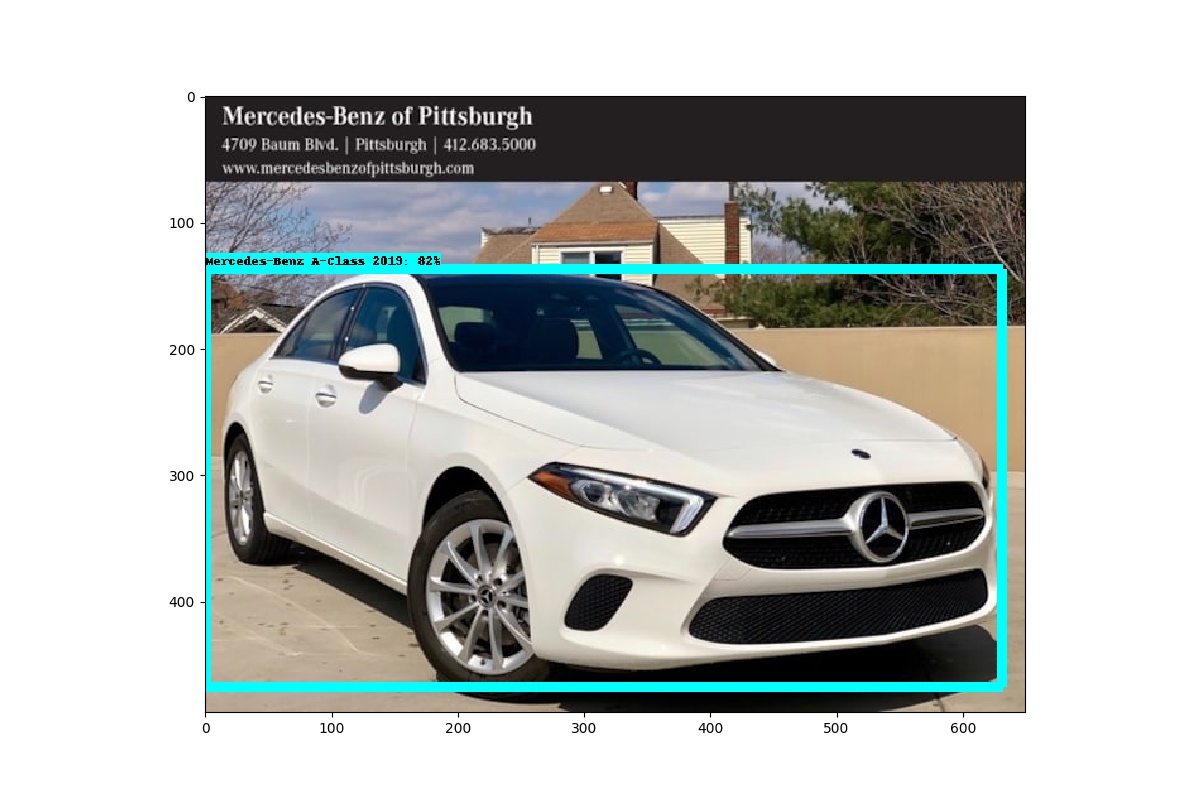 0
Mercedes-Benz of Pittsburgh
4709 Baum Blvd. | Pittsburgh | 412.683.5000
www.mercedesbenzofpittsburgh.com
100
Mercedes-Benz A-Class 2019: 82%
200
300
400
0 100 200 300 400 500 600